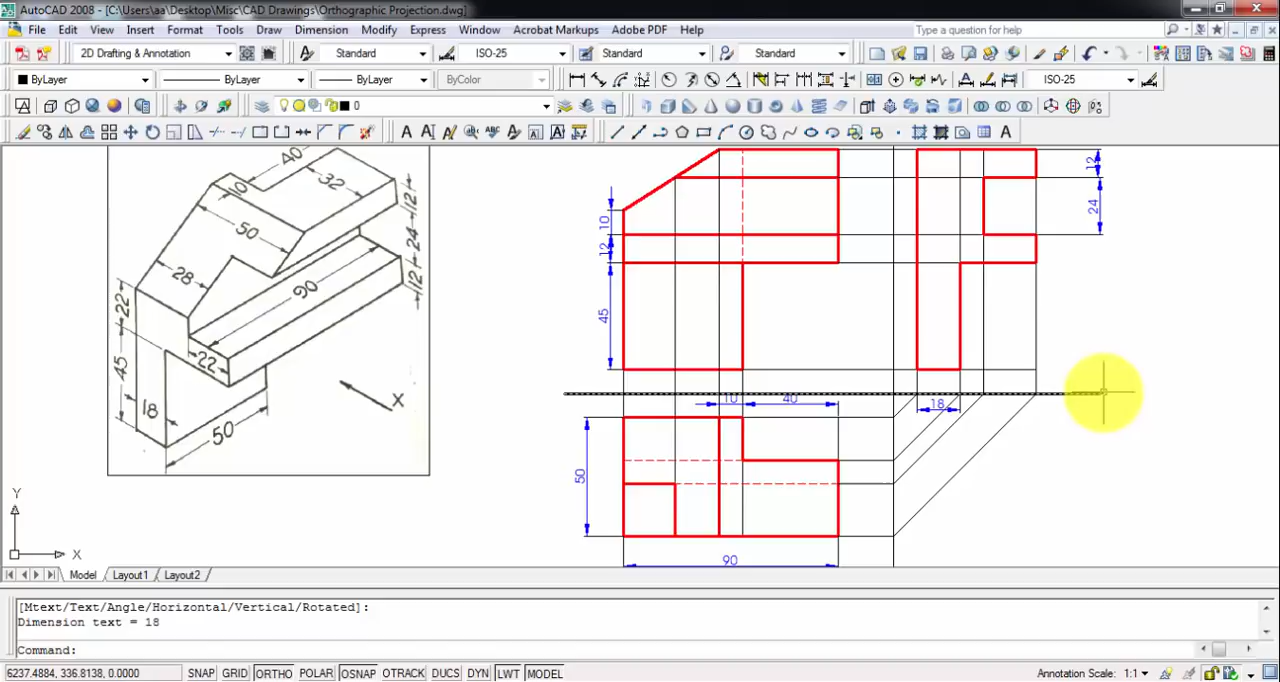 AutoCAD 2008 - [C:\Users\aa\Desktop\Misc\CAD Drawings\Orthographic Projection.dwg]
File Edit View Insert Format Tools Draw Dimension Modify Express Window Raccourcis Adobe PDF Help
Type a question for help
2D Drafting & Annotation
Standard
ISO-25
Standard
Standard
ByLayer
ByLayer
ByLayer
ByColor
ISO-25
0
40
32
10
12
50
24
28
90
12
22
22
45
18
X
50
12
24
10
12
45
10
40
18
50
90
Y
X
Model Layout1 Layout2
[Mtext/Text/Angle/Horizontal/Vertical/Rotated]:
Dimension text = 18
Command:
6237.4884, 336.8138, 0.0000 SNAP GRID ORTHO POLAR OSNAP OTRACK DUCS DYN LWT MODEL Annotation Scale: 1:1